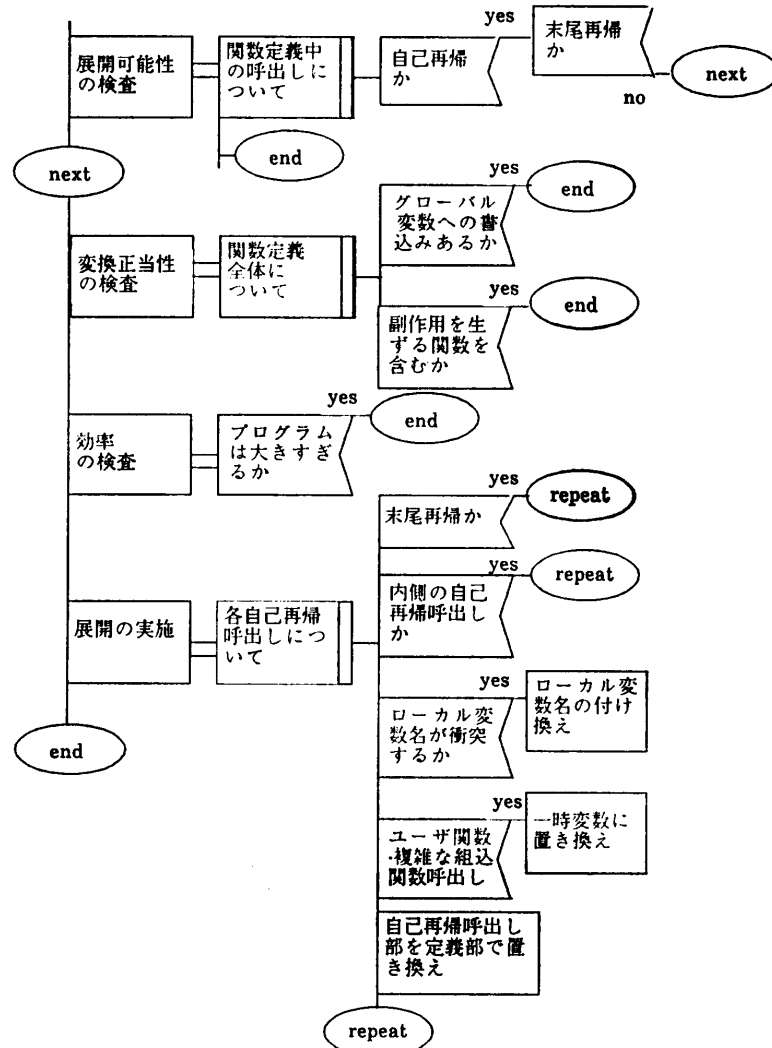 展開可能性
の検査
関数定義中
の呼出しに
ついて
自己再帰
か
yes
末尾再帰
か
no
next
end
next
変換正当性
の検査
関数定義
全体に
ついて
グローバル
変数への書
込みあるか
yes
end
副作用を生
ずる関数を
含むか
yes
end
効率
の検査
プログラム
は大きすぎ
るか
yes
end
展開の実施
各自己再帰
呼出しにつ
いて
末尾再帰か
yes
repeat
内側の自己
再帰呼出し
か
yes
repeat
ローカル変
数名が衝突
するか
yes
ローカル変
数名の付け
換え
ユーザ関数
・複雑な組込
関数呼出し
yes
一時変数に
置き換え
自己再帰呼出し
部を定義部で置
き換え
repeat
end